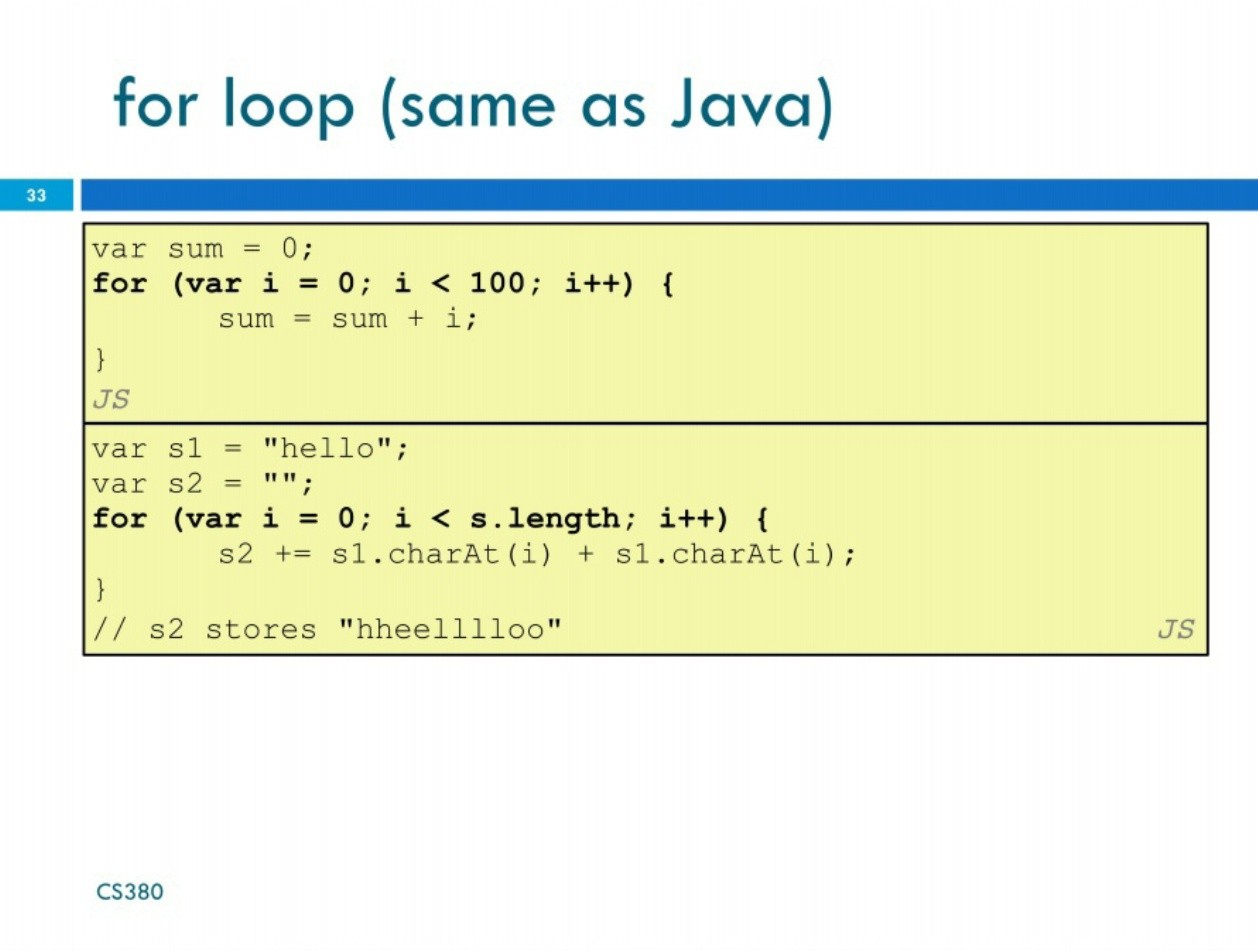 for loop (same as Java)
33
var sum = 0;
for (var i = 0; i < 100; i++) {
sum = sum + i;
}
JS
var s1 = "hello";
var s2 = "";
for (var i = 0; i < s.length; i++) {
s2 += s1.charAt(i) + s1.charAt(i);
}
// s2 stores "hheelllloo"
JS
CS380